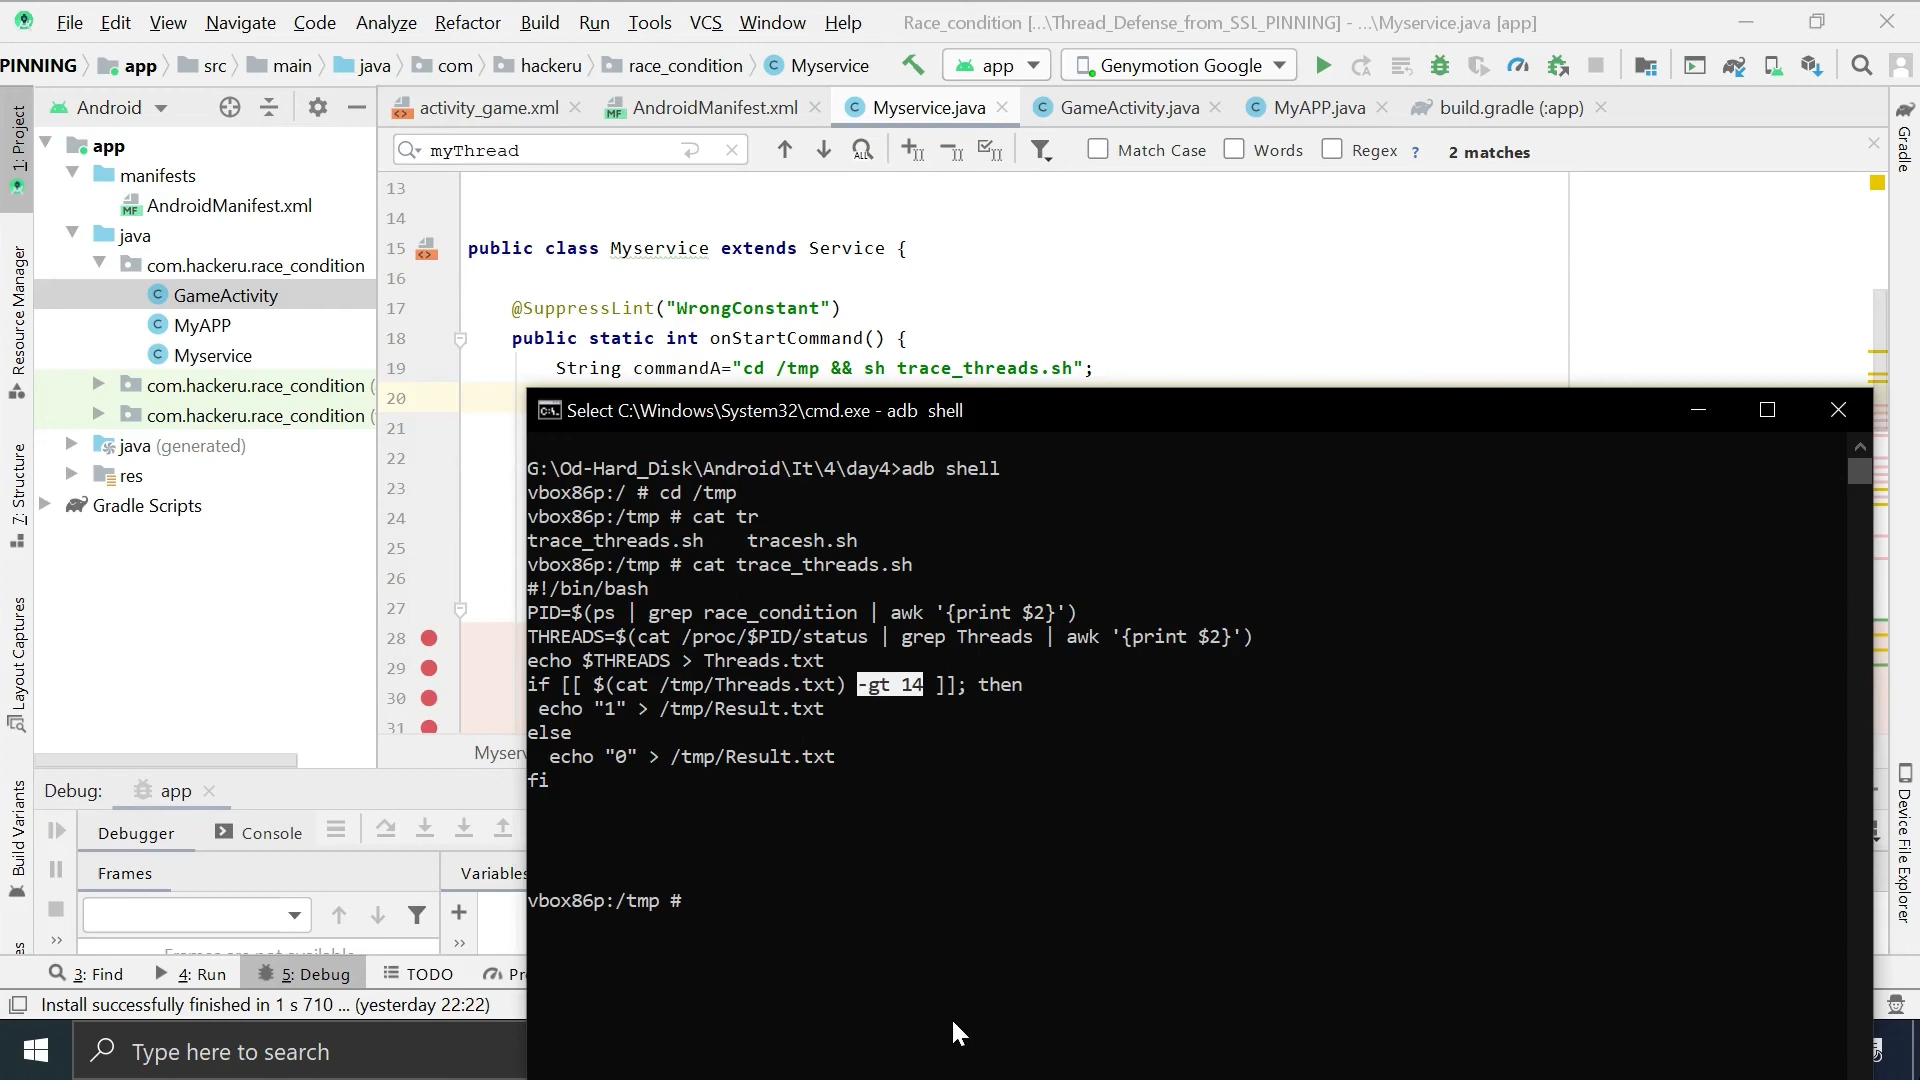 File Edit View Navigate Code Analyze Refactor Build Run Tools VCS Window Help Race_condition [...\Thread_Defense_from_SSL_PINNING] - ...\Myservice.java [app]
PINNING app src main java com hackeru race_condition Myservice app Genymotion Google
Android
activity_game.xml AndroidManifest.xml Myservice.java GameActivity.java MyAPP.java build.gradle (:app)
myThread Match Case Words Regex ? 2 matches
1: Project
Resource Manager
7: Structure
Layout Captures
Build Variants
app
manifests
AndroidManifest.xml
java
com.hackeru.race_condition
GameActivity
MyAPP
Myservice
com.hackeru.race_condition (
com.hackeru.race_condition (
java (generated)
res
Gradle Scripts
13
14
15 public class Myservice extends Service {
16
17 @SuppressLint("WrongConstant")
18 public static int onStartCommand() {
19 String commandA="cd /tmp && sh trace_threads.sh";
20
21
22
23
24
25
26
27
28
29
30
31
Select C:\Windows\System32\cmd.exe - adb  shell
G:\Od-Hard_Disk\Android\It\4\day4>adb shell
vbox86p:/ # cd /tmp
vbox86p:/tmp # cat tr
trace_threads.sh    tracesh.sh
vbox86p:/tmp # cat trace_threads.sh
#!/bin/bash
PID=$(ps | grep race_condition | awk '{print $2}')
THREADS=$(cat /proc/$PID/status | grep Threads | awk '{print $2}')
echo $THREADS > Threads.txt
if [[ $(cat /tmp/Threads.txt) -gt 14 ]]; then
 echo "1" > /tmp/Result.txt
else
  echo "0" > /tmp/Result.txt
fi
vbox86p:/tmp #
Gradle
Device File Explorer
Debug: app
Debugger Console
Frames Variables
3: Find 4: Run 5: Debug TODO
Install successfully finished in 1 s 710 ... (yesterday 22:22)
Type here to search